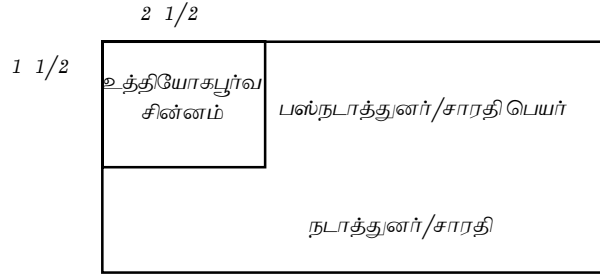 2 1/2
1 1/2
உத்தியோகபூர்வ
சின்னம்
பஸ்நடாத்துனர்/சாரதி பெயர்
நடாத்துனர்/சாரதி